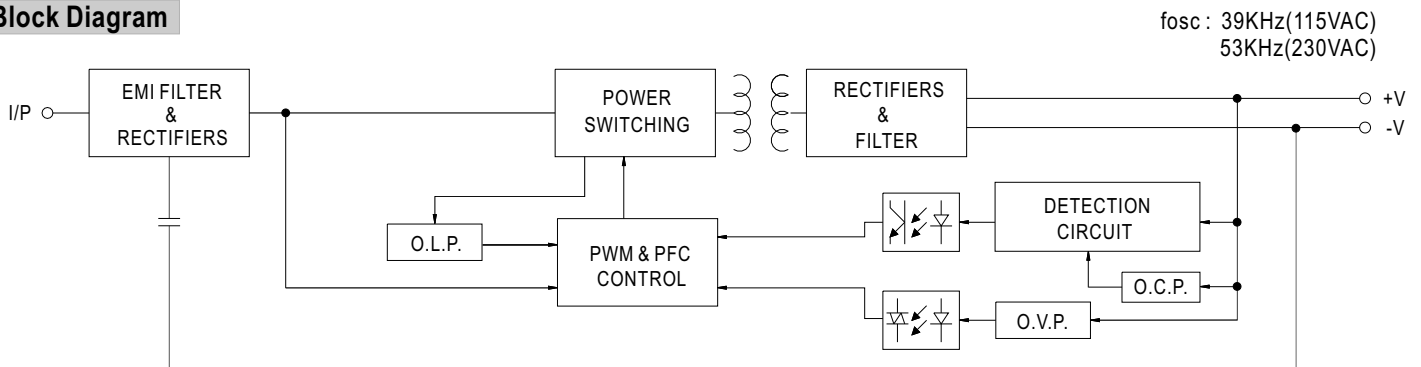 Block Diagram
fosc : 39KHz(115VAC)
53KHz(230VAC)
I/P
EMI FILTER
&
RECTIFIERS
POWER
SWITCHING
RECTIFIERS
&
FILTER
+V
-V
O.L.P.
PWM & PFC
CONTROL
DETECTION
CIRCUIT
O.C.P.
O.V.P.